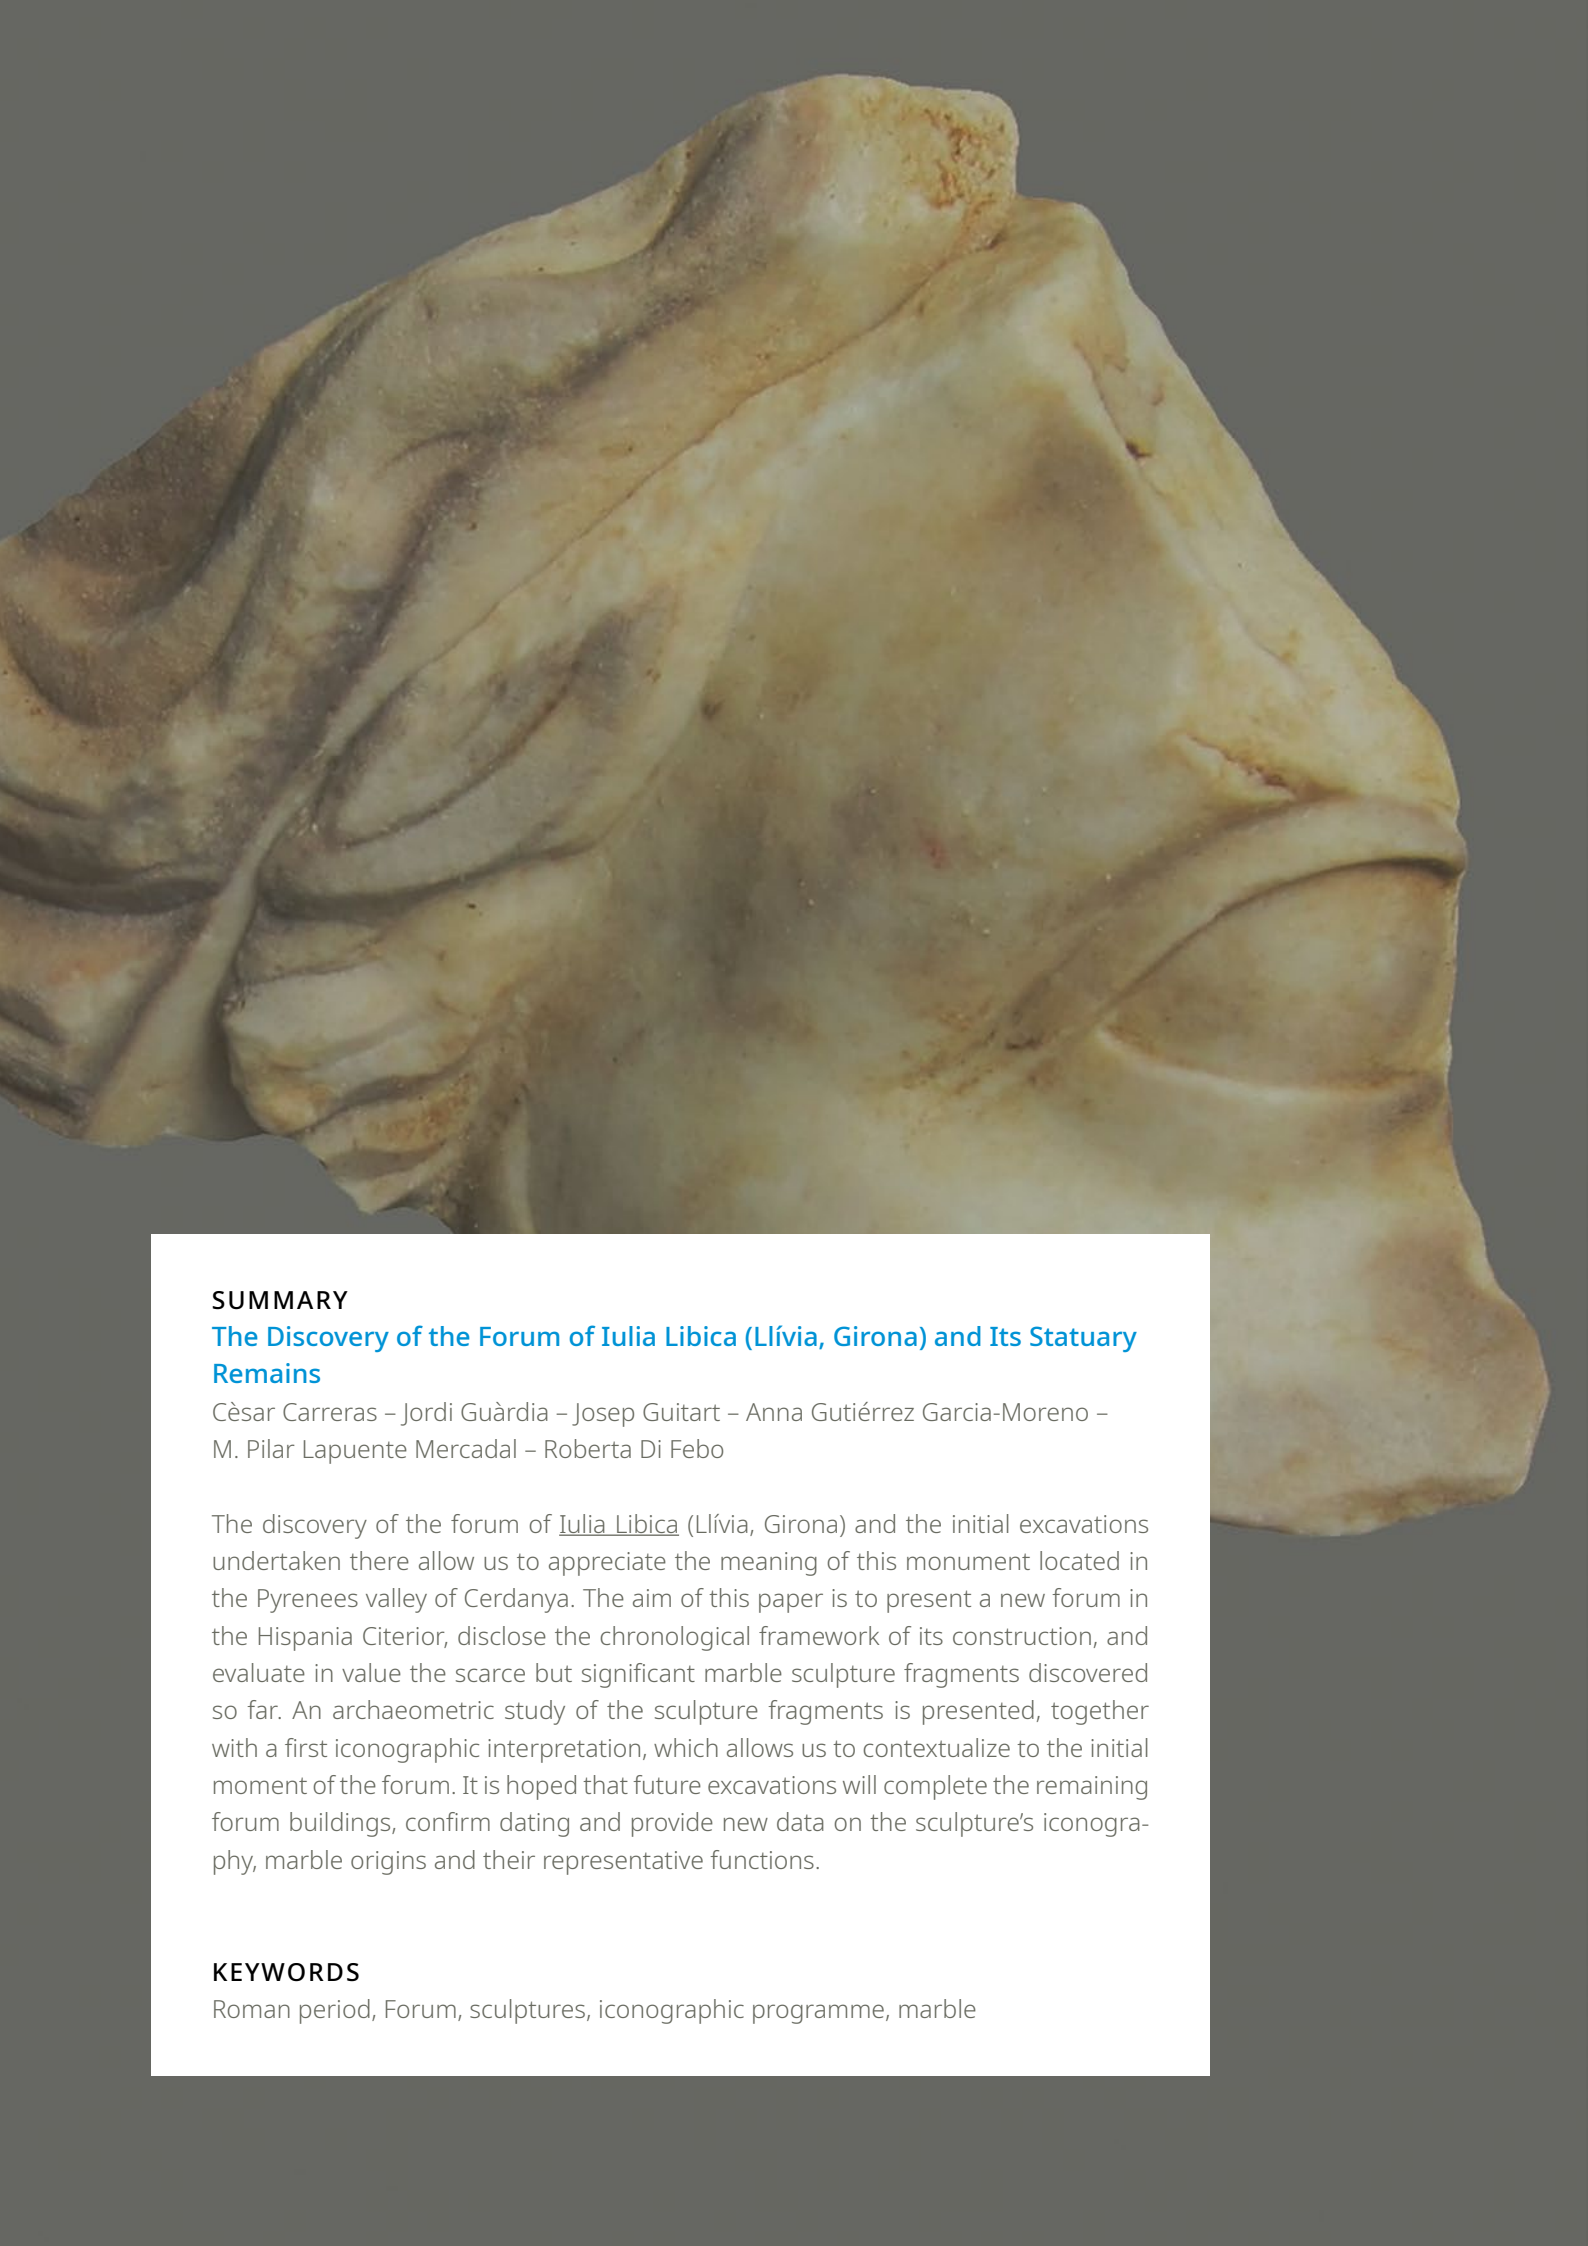 SUMMARY
The Discovery of the Forum of Iulia Libica (Llívia, Girona) and Its Statuary
Remains
Cèsar Carreras – Jordi Guàrdia – Josep Guitart – Anna Gutiérrez Garcia-Moreno –
M. Pilar Lapuente Mercadal – Roberta Di Febo
The discovery of the forum of Iulia Libica (Llívia, Girona) and the initial excavations
undertaken there allow us to appreciate the meaning of this monument located in
the Pyrenees valley of Cerdanya. The aim of this paper is to present a new forum in
the Hispania Citerior, disclose the chronological framework of its construction, and
evaluate in value the scarce but significant marble sculpture fragments discovered
so far. An archaeometric study of the sculpture fragments is presented, together
with a first iconographic interpretation, which allows us to contextualize to the initial
moment of the forum. It is hoped that future excavations will complete the remaining
forum buildings, confirm dating and provide new data on the sculpture’s iconogra-
phy, marble origins and their representative functions.
KEYWORDS
Roman period, Forum, sculptures, iconographic programme, marble